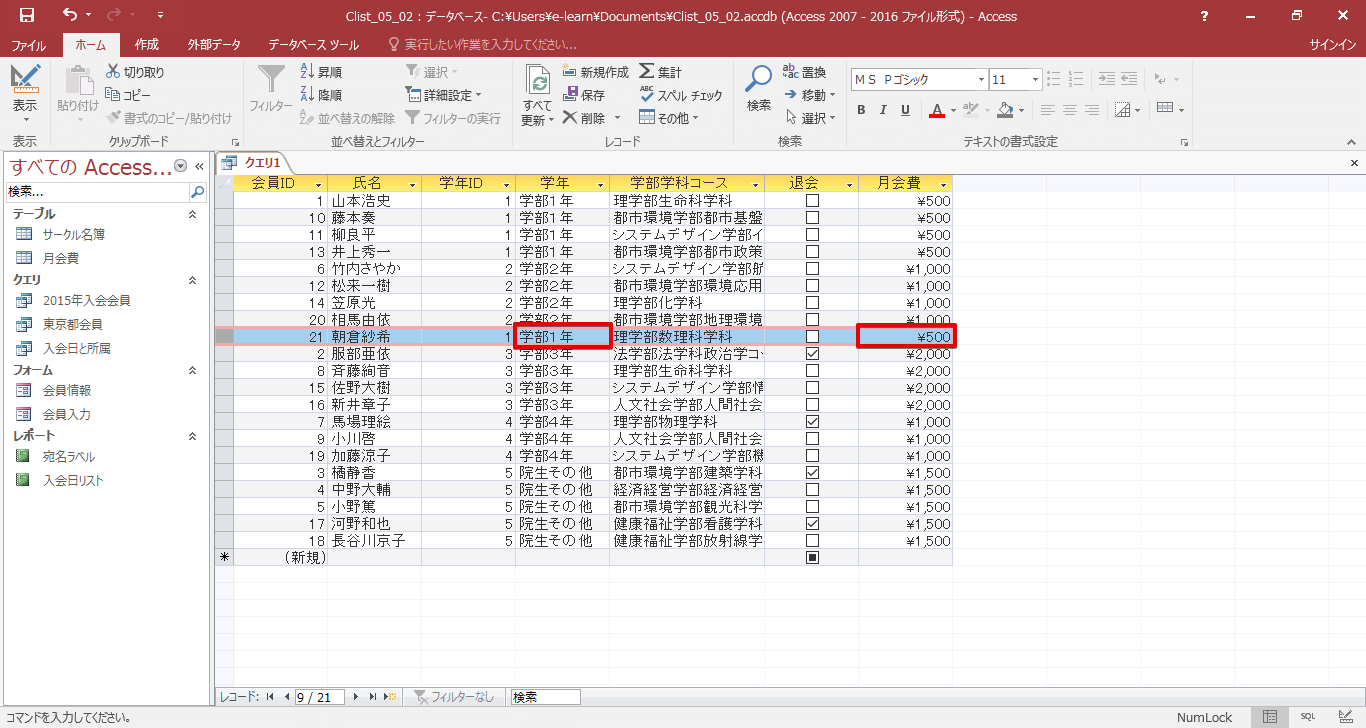 Clist_05_02 : データベース- C:¥Users¥e-learn¥Documents¥Clist_05_02.accdb (Access 2007 - 2016 ファイル形式) - Access
?
ファイル ホーム 作成 外部データ データベース ツール 実行したい作業を入力してください... サインイン
表示
表示
貼り付け
切り取り
コピー
書式のコピー/貼り付け
クリップボード
フィルター
昇順
降順
並べ替えの解除
選択
詳細設定
フィルターの実行
並べ替えとフィルター
すべて
更新
新規作成
保存
削除
集計
スペル チェック
その他
レコード
検索
置換
移動
選択
検索
ＭＳ Ｐゴシック 11
B I U A
テキストの書式設定
すべての Access...
検索...
テーブル
サークル名簿
月会費
クエリ
2015年入会会員
東京都会員
入会日と所属
フォーム
会員情報
会員入力
レポート
宛名ラベル
入会日リスト
クエリ1
会員ID 氏名 学年ID 学年 学部学科コース 退会 月会費
1 山本浩史 1 学部１年 理学部生命科学科 ¥500
10 藤本奏 1 学部１年 都市環境学部都市基盤 ¥500
11 柳良平 1 学部１年 システムデザイン学部イ ¥500
13 井上秀一 1 学部１年 都市環境学部都市政策 ¥500
6 竹内さやか 2 学部２年 システムデザイン学部航 ¥1,000
12 松来一樹 2 学部２年 都市環境学部環境応用 ¥1,000
14 笠原光 2 学部２年 理学部化学科 ¥1,000
20 相馬由依 2 学部２年 都市環境学部地理環境 ¥1,000
21 朝倉紗希 1 学部１年 理学部数理科学科 ¥500
2 服部亜依 3 学部３年 法学部法学科政治学コー ¥2,000
8 斉藤絢音 3 学部３年 理学部生命科学科 ¥2,000
15 佐野大樹 3 学部３年 システムデザイン学部情 ¥2,000
16 新井章子 3 学部３年 人文社会学部人間社会 ¥2,000
7 馬場理絵 4 学部４年 理学部物理学科 ¥1,000
9 小川啓 4 学部４年 人文社会学部人間社会 ¥1,000
19 加藤涼子 4 学部４年 システムデザイン学部機 ¥1,000
3 橘静香 5 院生その他 都市環境学部建築学科 ¥1,500
4 中野大輔 5 院生その他 経済経営学部経済経営 ¥1,500
5 小野篤 5 院生その他 都市環境学部観光科学 ¥1,500
17 河野和也 5 院生その他 健康福祉学部看護学科 ¥1,500
18 長谷川京子 5 院生その他 健康福祉学部放射線学 ¥1,500
(新規)
レコード: 9 / 21 フィルターなし 検索
コマンドを入力してください。 NumLock SQL